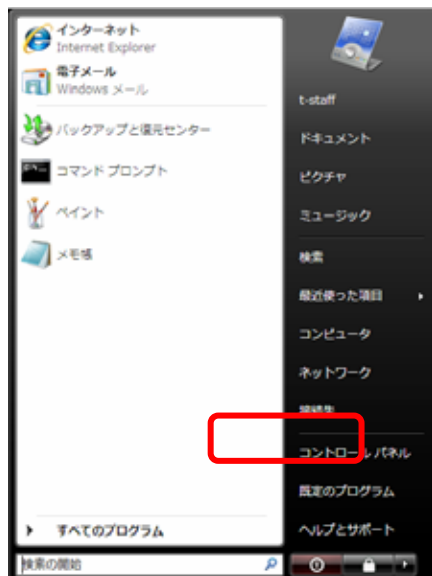 インターネット
Internet Explorer
電子メール
Windows メール
バックアップと復元センター
コマンド プロンプト
ペイント
メモ帳
すべてのプログラム
検索の開始
t-staff
ドキュメント
ピクチャ
ミュージック
検索
最近使った項目
コンピュータ
ネットワーク
接続先
コントロール パネル
既定のプログラム
ヘルプとサポート